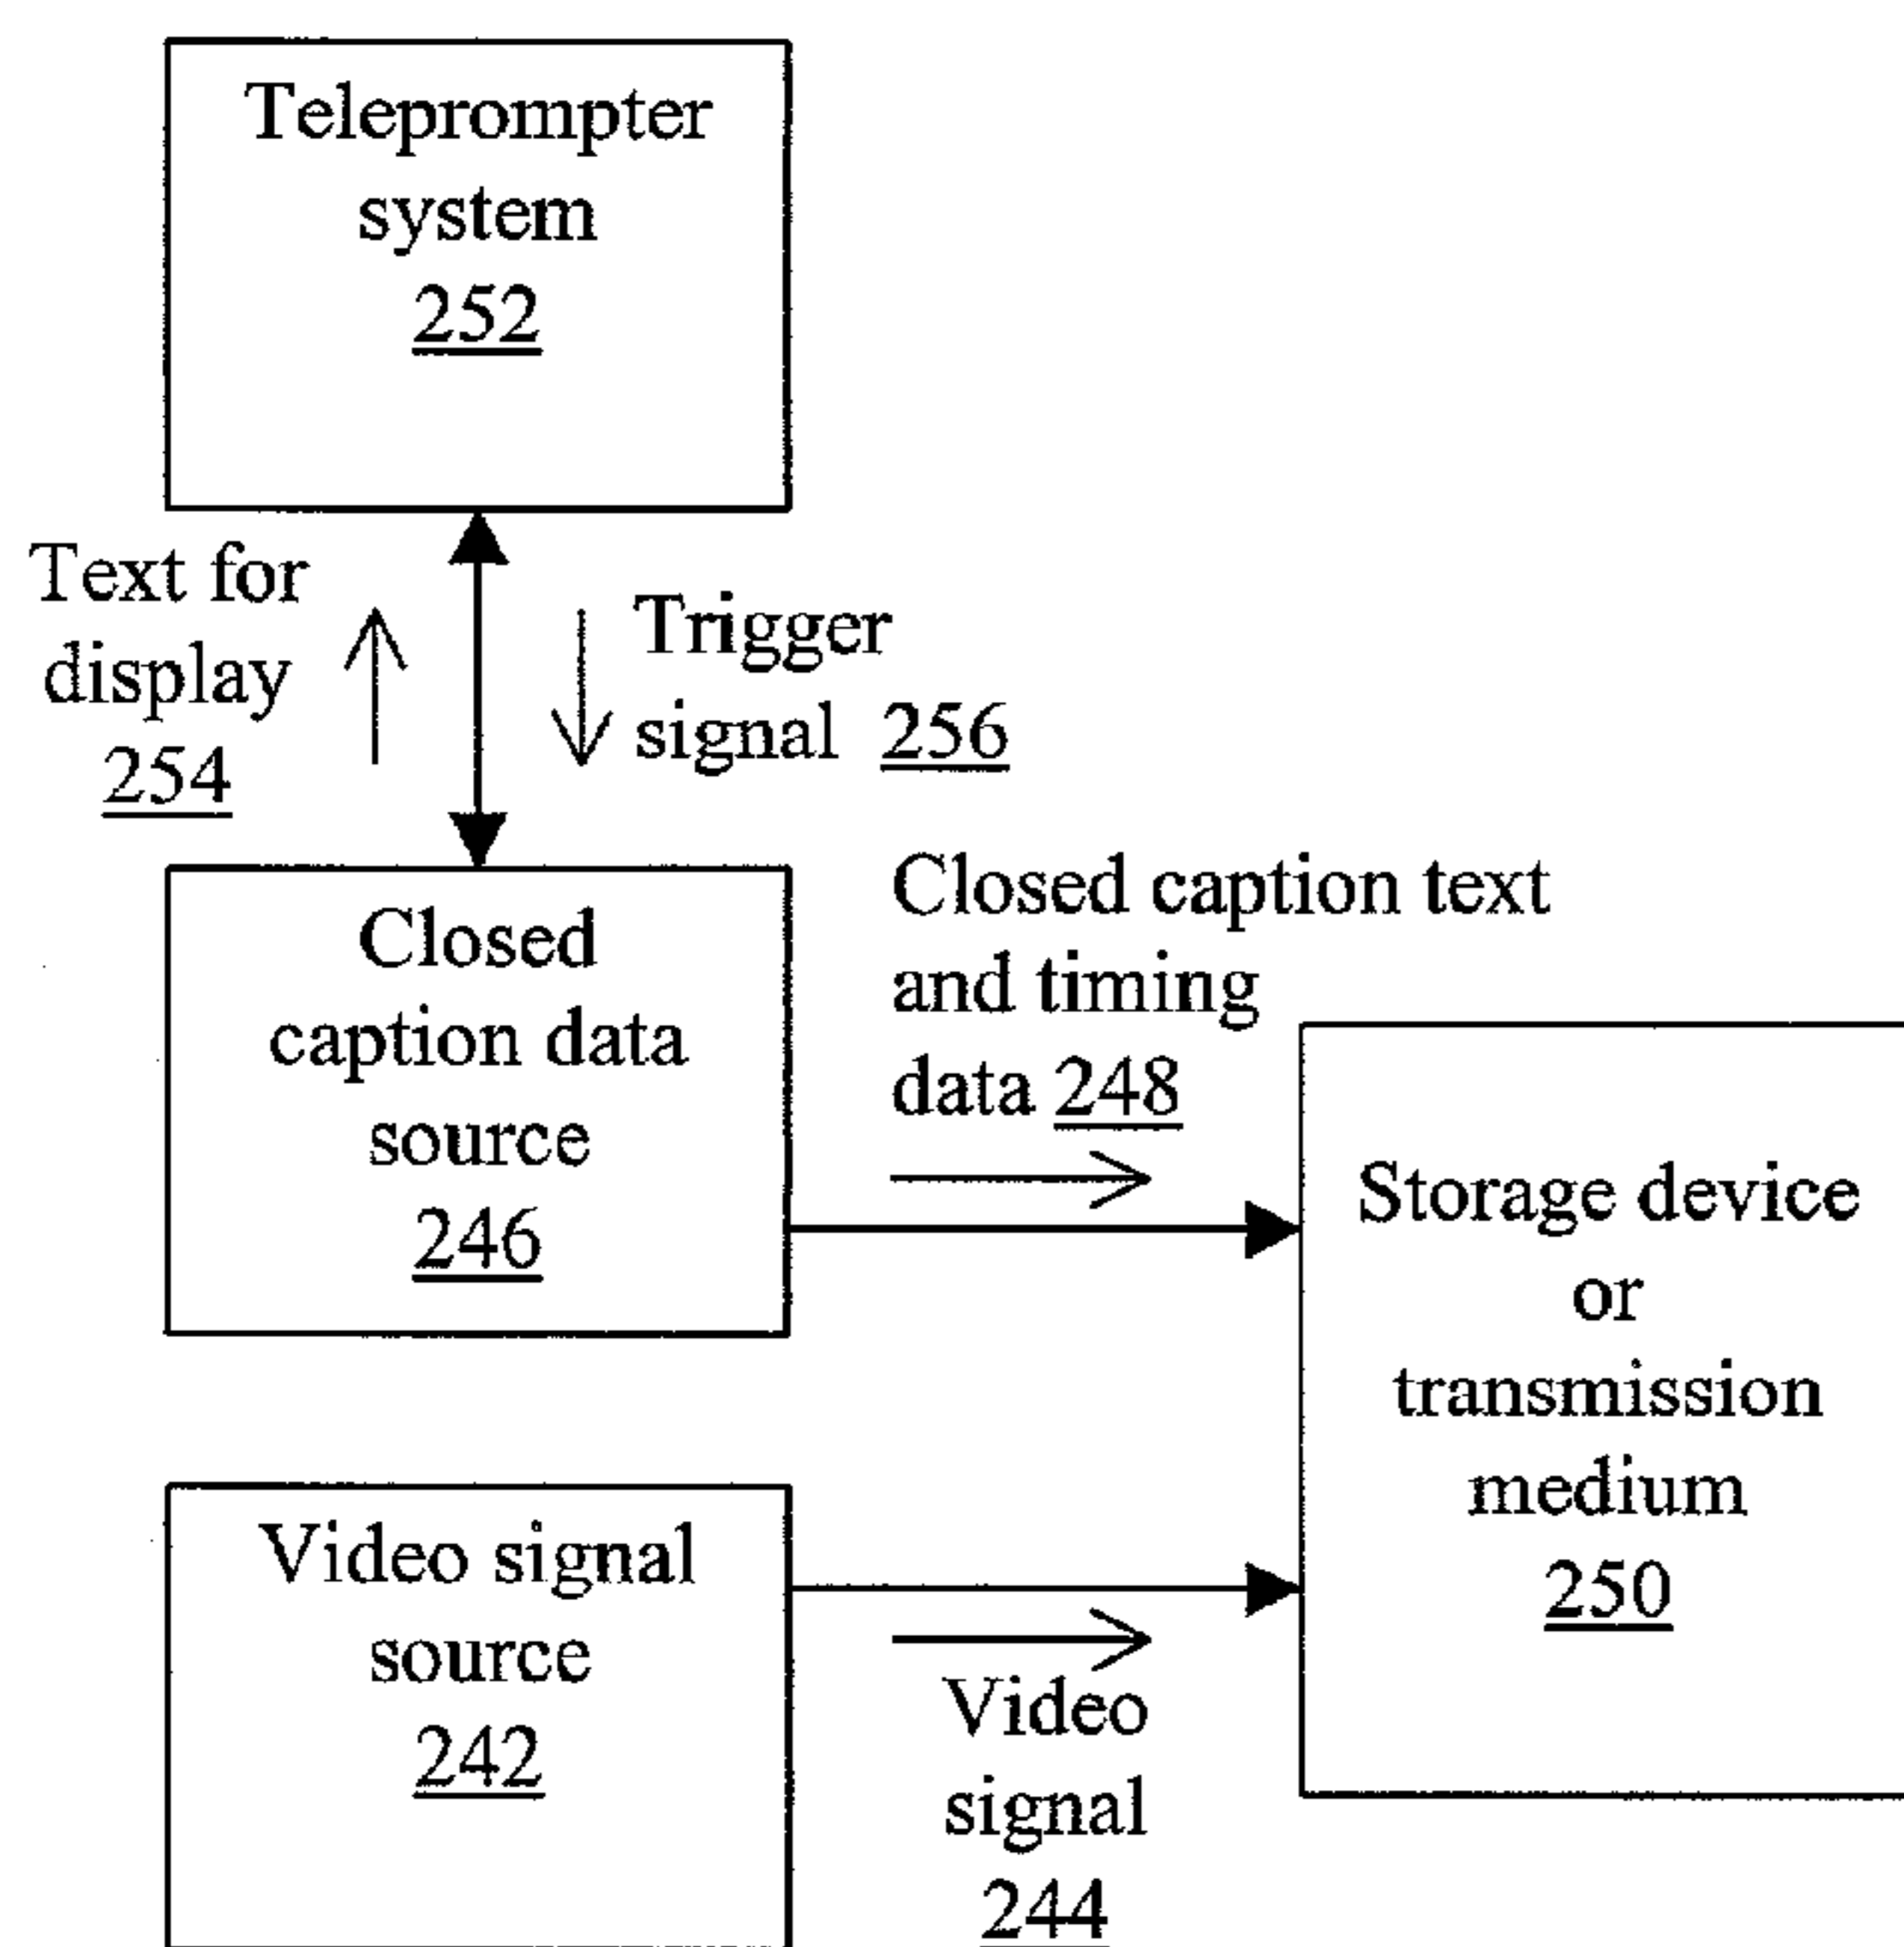 Teleprompter
system
252
Text for
display
254
Trigger
signal 256
Closed
caption data
source
246
Closed caption text
and timing
data 248
Storage device
or
transmission
medium
250
Video signal
source
242
Video
signal
244